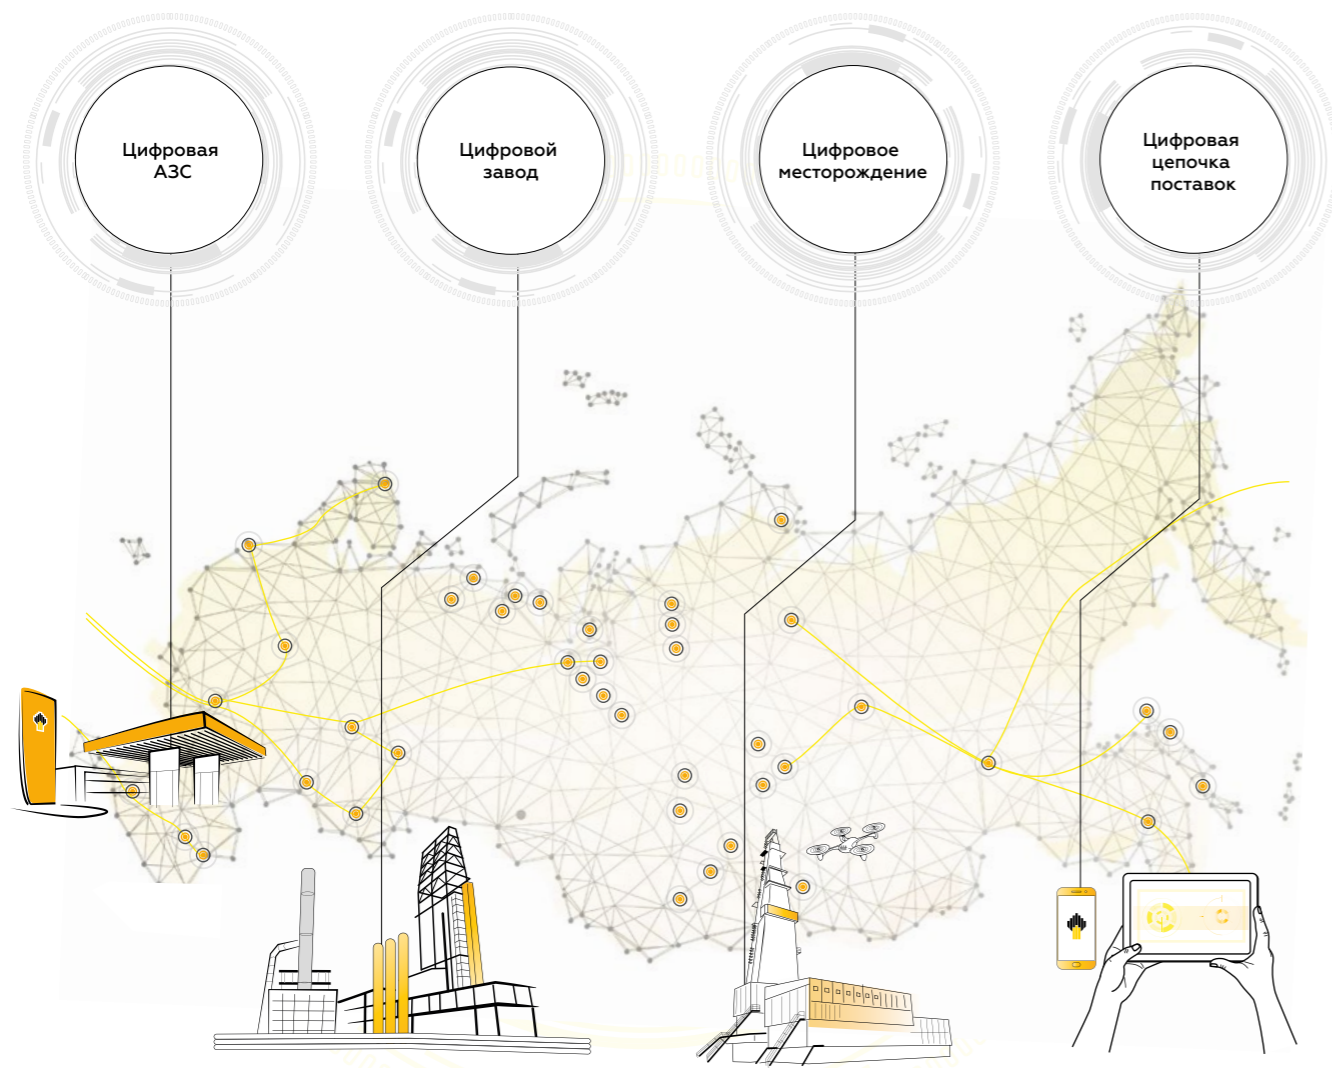 Цифровая
АЗС
Цифровой
завод
Цифровое
месторождение
Цифровая
цепочка
поставок